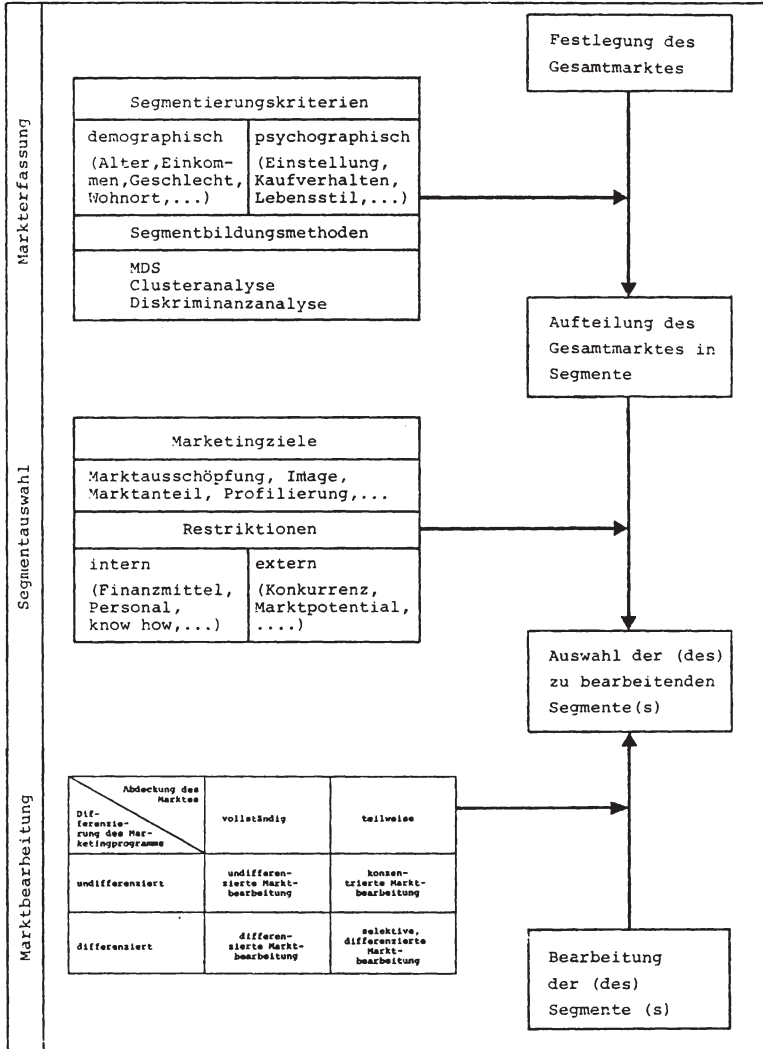 Markterfassung
Festlegung des
Gesamtmarktes
Segmentierungskriterien
demographisch
(Alter,Einkom-
men,Geschlecht,
Wohnort,...)
psychographisch
(Einstellung,
Kaufverhalten,
Lebensstil,...)
Segmentbildungsmethoden
MDS
Clusteranalyse
Diskriminanzanalyse
Aufteilung des
Gesamtmarktes in
Segmente
Segmentauswahl
Marketingziele
Marktausschöpfung, Image,
Marktanteil, Profilierung,...
Restriktionen
intern
(Finanzmittel,
Personal,
know how,...)
extern
(Konkurrenz,
Marktpotential,
....)
Auswahl der (des)
zu bearbeitenden
Segmente(s)
Marktbearbeitung
Abdeckung des
Marktes
Dif-
ferenzie-
rung des Mar-
ketingprogramms
vollständig
teilweise
undifferenziert
undifferen-
zierte Markt-
bearbeitung
konzen-
trierte Markt-
bearbeitung
differenziert
differen-
zierte Markt-
bearbeitung
selektive,
differenzierte
Markt-
bearbeitung
Bearbeitung
der (des)
Segmente (s)